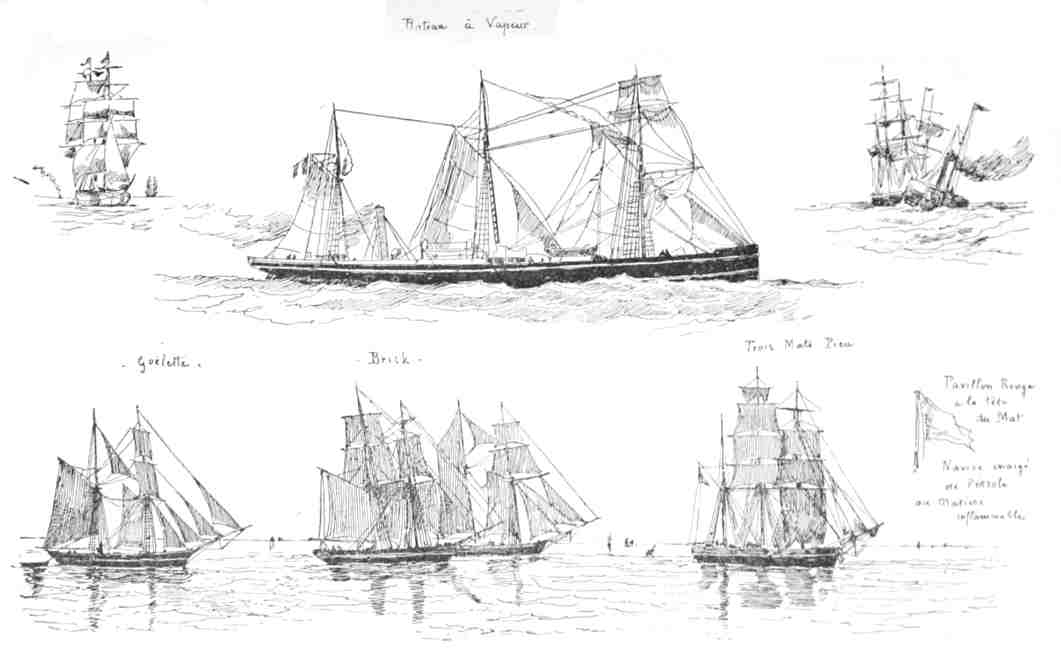 Bateau à Vapeur.
- Goëlette -
- Brick -
Trois Mats
Pavillon Rouge
à la tête
du Mat
Navire chargé
de Pétrole
ou Matière
inflammable